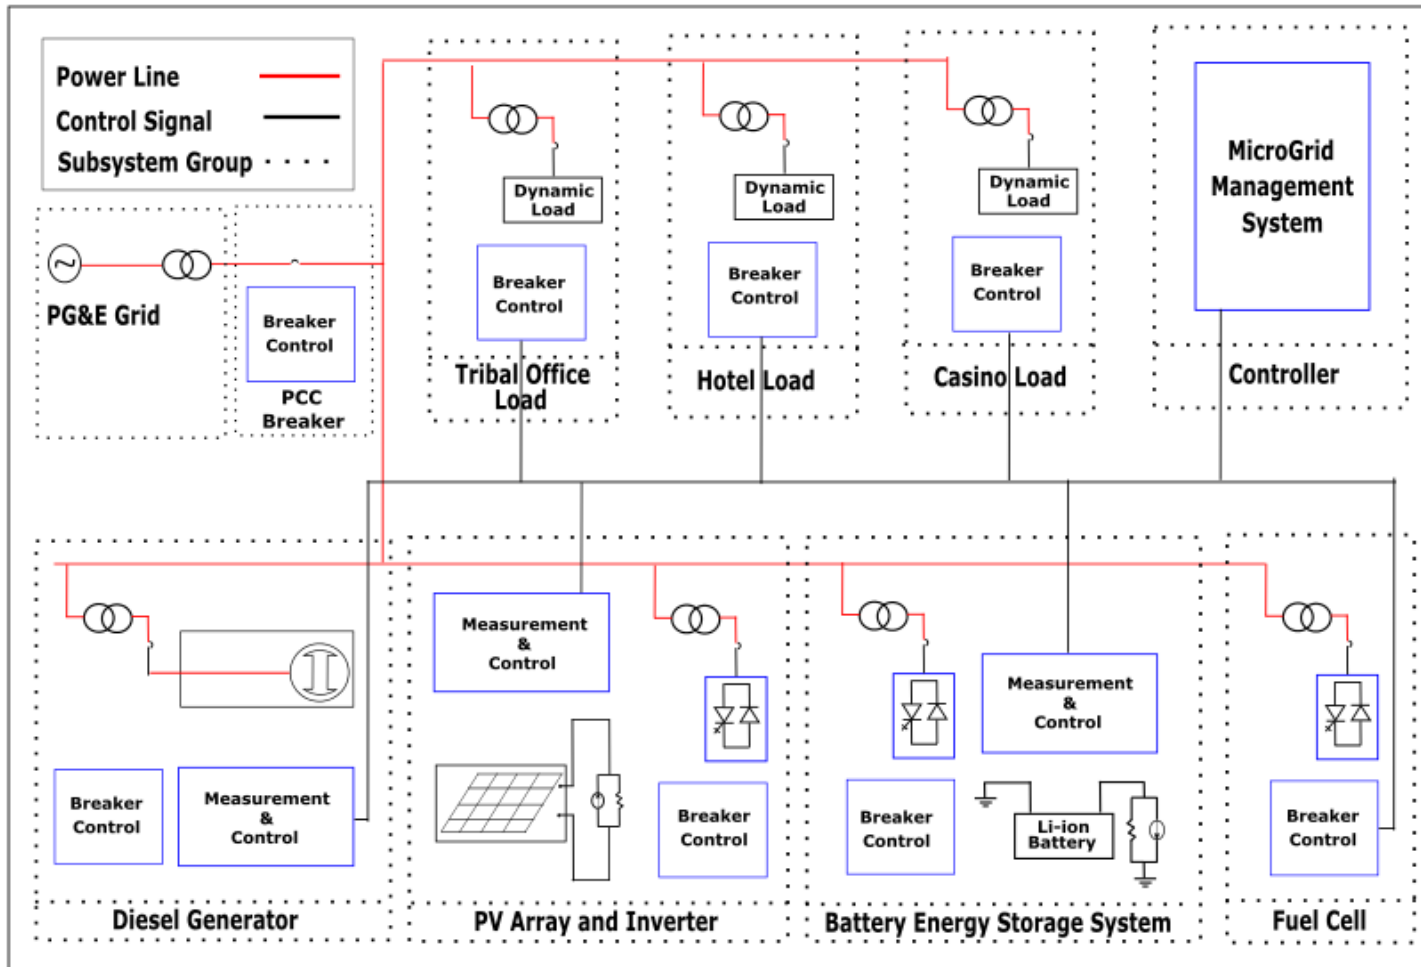 Power Line
Control Signal
Subsystem Group
PG&E Grid
Breaker
Control
PCC
Breaker
Dynamic
Load
Breaker
Control
Tribal Office
Load
Dynamic
Load
Breaker
Control
Hotel Load
Dynamic
Load
Breaker
Control
Casino Load
MicroGrid
Management
System
Controller
Breaker
Control
Measurement
&
Control
Diesel Generator
Measurement
&
Control
Breaker
Control
PV Array and Inverter
Measurement
&
Control
Breaker
Control
Li-ion
Battery
Battery Energy Storage System
Breaker
Control
Fuel Cell